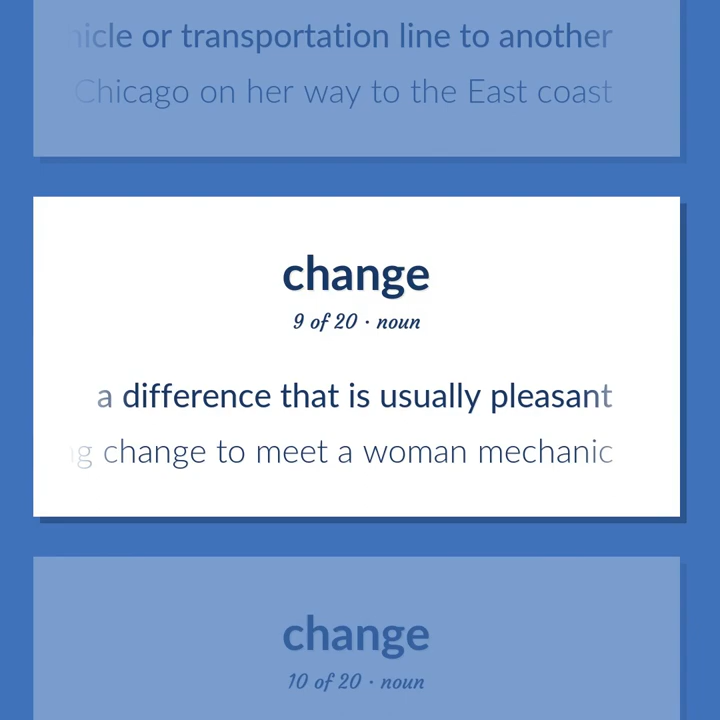 or transportation line to another
Chicago on her way to the East coast
change
9 of 20 · noun
a difference that is usually pleasant
change to meet a woman mechanic
change
10 of 20 · noun